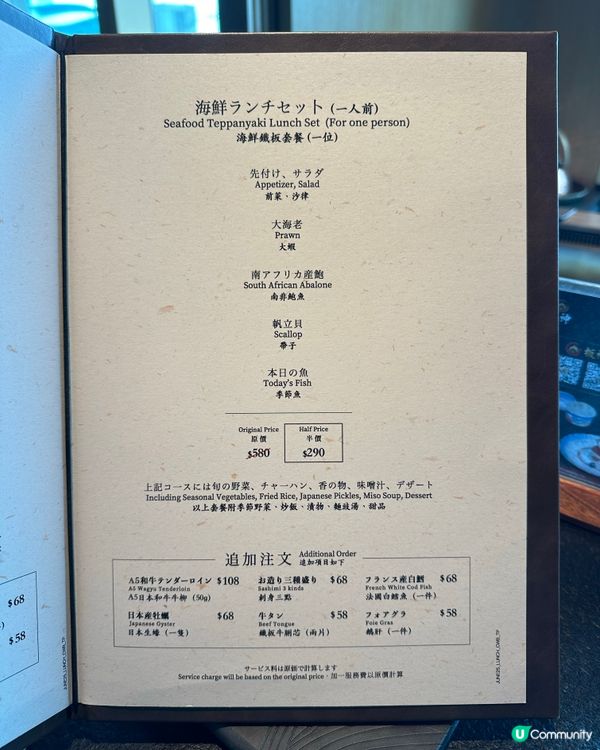 海鮮ランチセット (一人前)
Seafood Teppanyaki Lunch Set (For one person)
海鮮鐵板套餐 (一位)
先付け、サラダ
Appetizer, Salad
前菜、沙律
大海老
Prawn
大蝦
南アフリカ産鮑
South African Abalone
南非鮑魚
帆立貝
Scallop
帶子
本日の魚
Today's Fish
季節魚
Original Price
原價
$580
Half Price
半價
$290
上記コースには旬の野菜、チャーハン、香の物、味噌汁、デザート
Including Seasonal Vegetables, Fried Rice, Japanese Pickles, Miso Soup, Dessert
以上套餐附季節野菜、炒飯、漬物、麵豉湯、甜品
追加注文 Additional Order
追加項目如下
A5和牛テンダーロイン $108
A5 Wagyu Tenderloin
A5日本和牛牛柳 (50g)
お造り三種盛り $68
Sashimi 3 kinds
刺身三點
フランス産白鱈 $68
French White Cod Fish
法國白鱈魚 (一件)
日本産牡蠣 $68
Japanese Oyster
日本生蠔 (一隻)
牛タン $58
Beef Tongue
鐵板牛脷芯 (兩片)
フォアグラ $58
Foie Gras
鵝肝 (一件)
サービス料は原価で計算します
Service charge will be based on the original price・加一服務費以原價計算
$68
$58
JUNE25_LUNCH_CWB_TP
JUNE25_LUNCH_CWB_TP
U Community